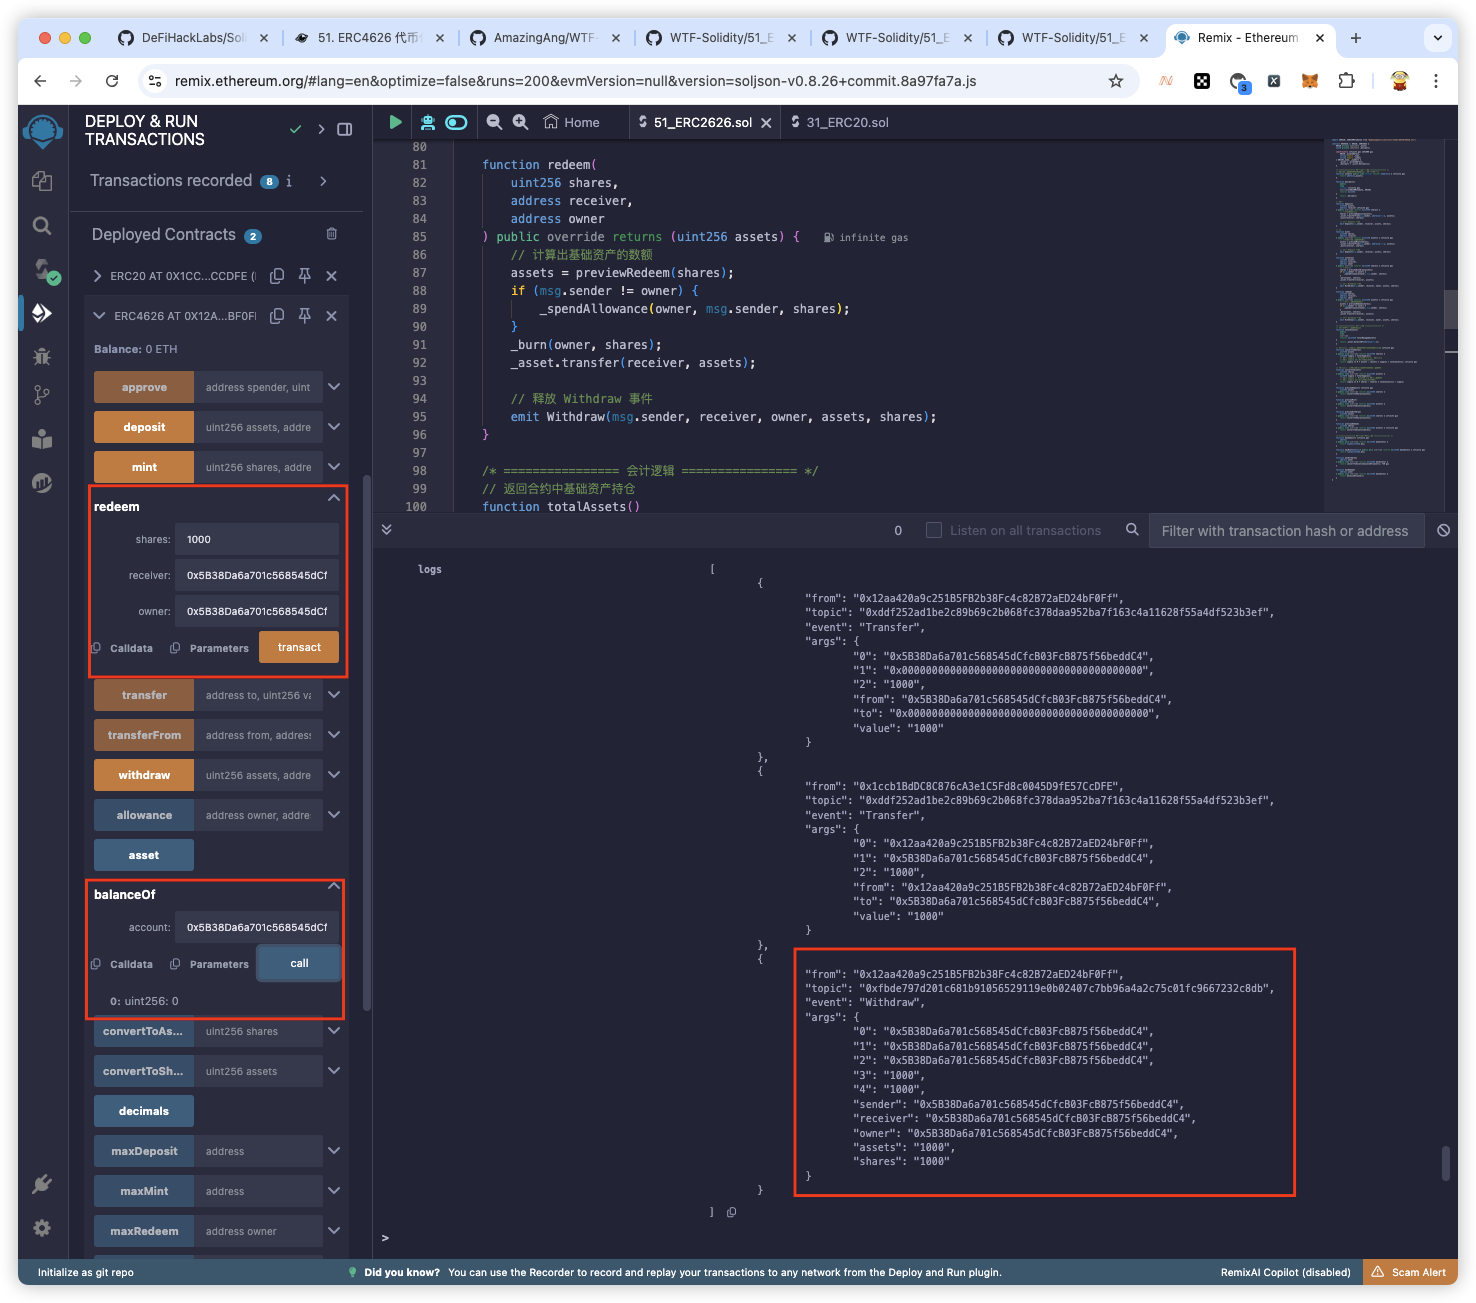 DeFiHackLabs/Soli
51. ERC4626 代币
AmazingAng/WTF-
WTF-Solidity/51_E
WTF-Solidity/51_E
WTF-Solidity/51_E
Remix - Ethereum
remix.ethereum.org/#lang=en&optimize=false&runs=200&evmVersion=null&version=soljson-v0.8.26+commit.8a97fa7a.js
3
DEPLOY & RUN
TRANSACTIONS
Transactions recorded 8 i
Deployed Contracts 2
ERC20 AT 0X1CC...CCDFE (
ERC4626 AT 0X12A...BF0FF
Balance: 0 ETH
approve address spender, uint
deposit uint256 assets, addre
mint uint256 shares, addre
redeem
shares: 1000
receiver: 0x5B38Da6a701c568545dCf
owner: 0x5B38Da6a701c568545dCf
Calldata Parameters transact
transfer address to, uint256 va
transferFrom address from, address
withdraw uint256 assets, addre
allowance address owner, addre
asset
balanceOf
account: 0x5B38Da6a701c568545dCf
Calldata Parameters call
0: uint256: 0
convertToAs... uint256 shares
convertToSh... uint256 assets
decimals
maxDeposit address
maxMint address
maxRedeem address owner
Home
51_ERC2626.sol
31_ERC20.sol
80
81 function redeem(
82 uint256 shares,
83 address receiver,
84 address owner
85 ) public override returns (uint256 assets) { infinite gas
86 // 计算出基础资产的数额
87 assets = previewRedeem(shares);
88 if (msg.sender != owner) {
89 _spendAllowance(owner, msg.sender, shares);
90 }
91 _burn(owner, shares);
92 _asset.transfer(receiver, assets);
93
94 // 释放 Withdraw 事件
95 emit Withdraw(msg.sender, receiver, owner, assets, shares);
96 }
97
98 /* ================ 会计逻辑 ================ */
99 // 返回合约中基础资产持仓
100 function totalAssets()
0 Listen on all transactions Filter with transaction hash or address
logs [
{
"from": "0x12aa420a9c251B5FB2b38Fc4c82B72aED24bF0Ff",
"topic": "0xddf252ad1be2c89b69c2b068fc378daa952ba7f163c4a11628f55a4df523b3ef",
"event": "Transfer",
"args": {
"0": "0x5B38Da6a701c568545dCfcB03FcB875f56beddC4",
"1": "0x0000000000000000000000000000000000000000",
"2": "1000",
"from": "0x5B38Da6a701c568545dCfcB03FcB875f56beddC4",
"to": "0x0000000000000000000000000000000000000000",
"value": "1000"
}
},
{
"from": "0x1ccb1BdDC8C876cA3e1C5Fd8c0045D9fE57CcDFE",
"topic": "0xddf252ad1be2c89b69c2b068fc378daa952ba7f163c4a11628f55a4df523b3ef",
"event": "Transfer",
"args": {
"0": "0x12aa420a9c251B5FB2b38Fc4c82B72aED24bF0Ff",
"1": "0x5B38Da6a701c568545dCfcB03FcB875f56beddC4",
"2": "1000",
"from": "0x12aa420a9c251B5FB2b38Fc4c82B72aED24bF0Ff",
"to": "0x5B38Da6a701c568545dCfcB03FcB875f56beddC4",
"value": "1000"
}
},
{
"from": "0x12aa420a9c251B5FB2b38Fc4c82B72aED24bF0Ff",
"topic": "0xfbde797d201c681b91056529119e0b02407c7bb96a4a2c75c01fc9667232c8db",
"event": "Withdraw",
"args": {
"0": "0x5B38Da6a701c568545dCfcB03FcB875f56beddC4",
"1": "0x5B38Da6a701c568545dCfcB03FcB875f56beddC4",
"2": "0x5B38Da6a701c568545dCfcB03FcB875f56beddC4",
"3": "1000",
"4": "1000",
"sender": "0x5B38Da6a701c568545dCfcB03FcB875f56beddC4",
"receiver": "0x5B38Da6a701c568545dCfcB03FcB875f56beddC4",
"owner": "0x5B38Da6a701c568545dCfcB03FcB875f56beddC4",
"assets": "1000",
"shares": "1000"
}
}
]
>
Initialize as git repo
Did you know? You can use the Recorder to record and replay your transactions to any network from the Deploy and Run plugin.
RemixAI Copilot (disabled)
Scam Alert